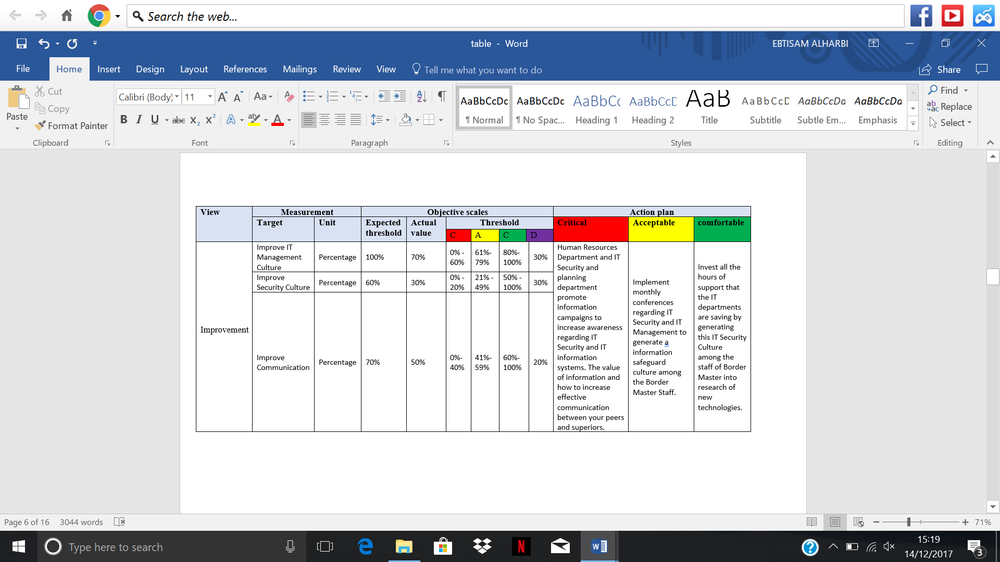 Search the web...
table - Word
EBTISAM ALHARBI
File
Home
Insert
Design
Layout
References
Mailings
Review
View
Tell me what you want to do
Share
Paste
Cut
Copy
Format Painter
Clipboard
Calibri (Body)
11
Font
Paragraph
AaBbCcDc
¶ Normal
AaBbCcDc
¶ No Spac...
AaBbCc
Heading 1
AaBbCcD
Heading 2
AaB
Title
AaBbCcD
Subtitle
AaBbCcDa
Subtle Em...
AaBbCcDa
Emphasis
Styles
Find
Replace
Select
Editing
View
Measurement
Objective scales
Action plan
Target
Unit
Expected
threshold
Actual
value
Threshold
C
A
C
D
Critical
Acceptable
comfortable
Improvement
Improve IT
Management
Culture
Percentage
100%
70%
0% -
60%
61%-
79%
80%-
100%
30%
Improve
Security Culture
Percentage
60%
30%
0% -
20%
21% -
49%
50% -
100%
30%
Improve
Communication
Percentage
70%
50%
0%-
40%
41%-
59%
60%-
100%
20%
Human Resources
Department and IT
Security and
planning
department
promote
information
campaigns to
increase awareness
regarding IT
Security and IT
information
systems. The value
of information and
how to increase
effective
communication
between your peers
and superiors.
Implement
monthly
conferences
regarding IT
Security and IT
Management to
generate a
information
safeguard
culture among
the Border
Master Staff.
Invest all the
hours of
support that
the IT
departments
are saving by
generating
this IT Security
Culture
among the
staff of Border
Master into
research of
new
technologies.
Page 6 of 16
3044 words
71%
Type here to search
15:19
14/12/2017
3